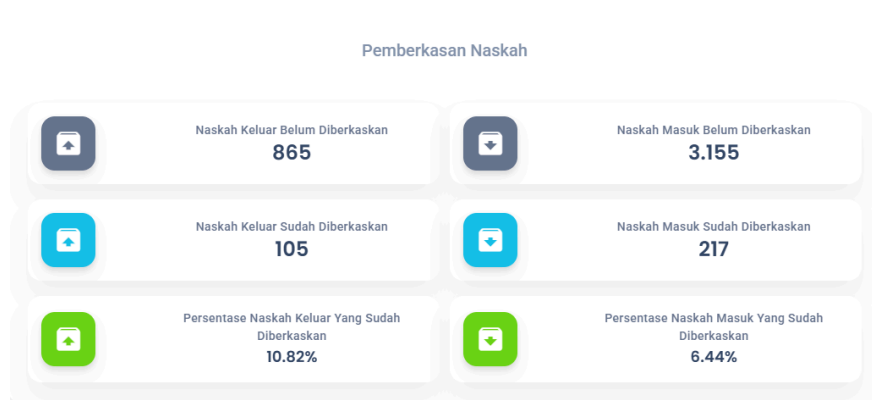 Pemberkasan Naskah
Naskah Keluar Belum Diberkaskan
865
Naskah Masuk Belum Diberkaskan
3.155
Naskah Keluar Sudah Diberkaskan
105
Naskah Masuk Sudah Diberkaskan
217
Persentase Naskah Keluar Yang Sudah
Diberkaskan
10.82%
Persentase Naskah Masuk Yang Sudah
Diberkaskan
6.44%